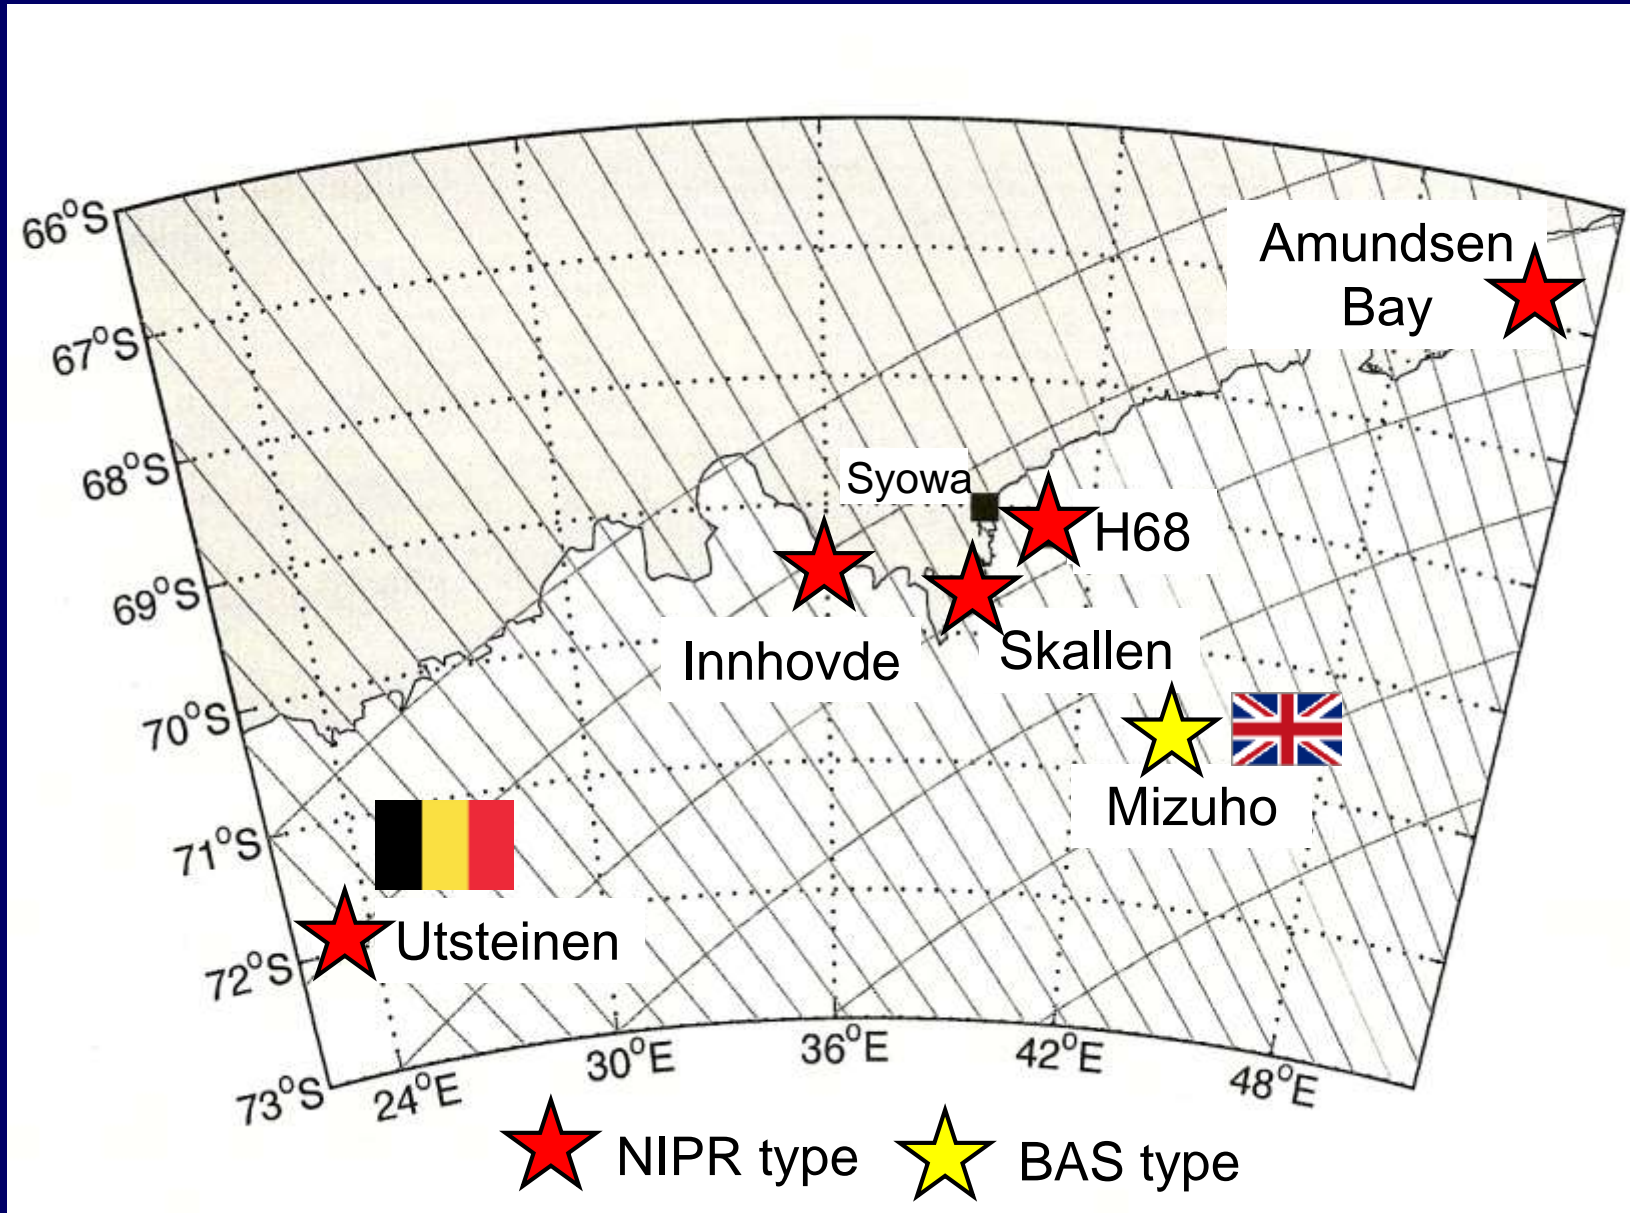 66°S
67°S
68°S
69°S
70°S
71°S
72°S
73°S
24°E
30°E
36°E
42°E
48°E
Amundsen
Bay
Syowa
H68
Innhovde
Skallen
Mizuho
Utsteinen
NIPR type
BAS type